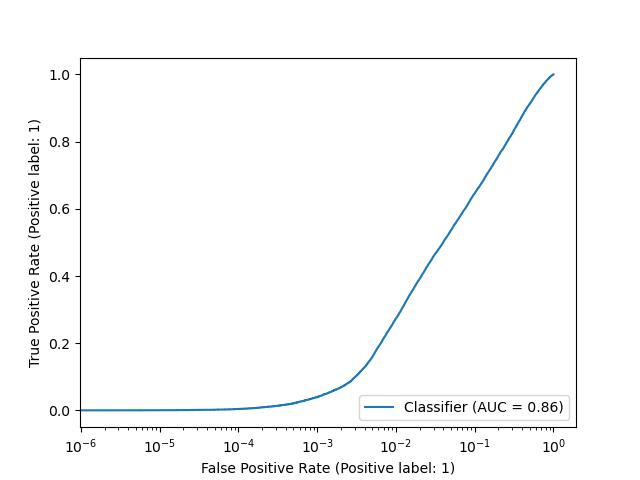 True Positive Rate (Positive label: 1)
1.0
0.8
0.6
0.4
0.2
0.0
Classifier (AUC = 0.86)
10⁻⁶ 10⁻⁵ 10⁻⁴ 10⁻³ 10⁻² 10⁻¹ 10⁰
False Positive Rate (Positive label: 1)